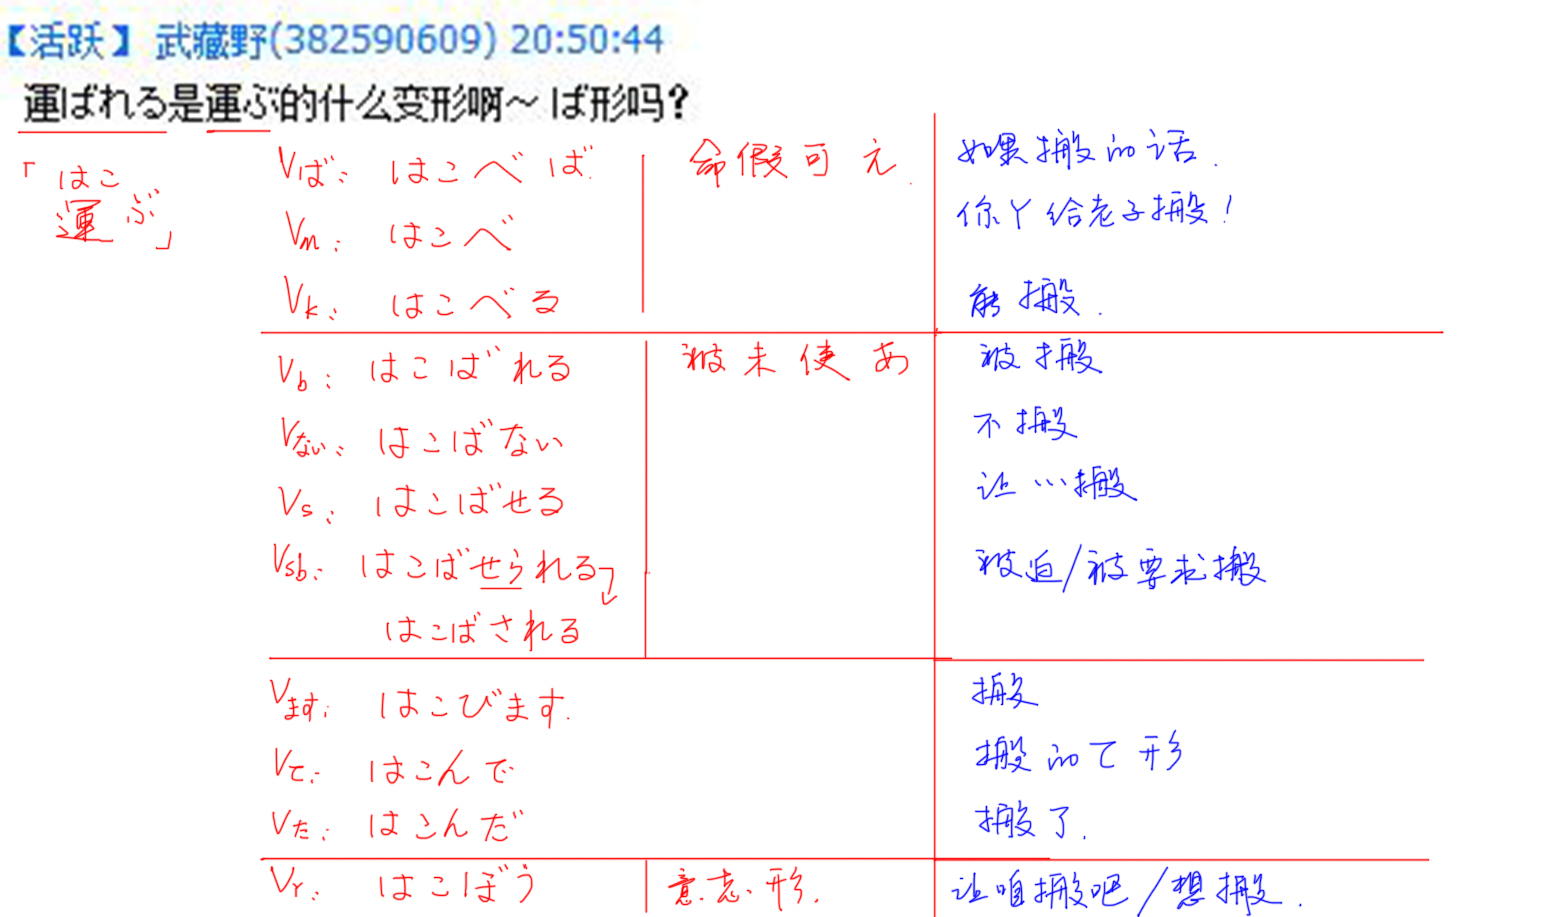 【活跃】 武藏野(382590609) 20:50:44
運ばれる是運ぶ的什么变形啊～ ば形吗?
「はこ
運ぶ」
Vば: はこべば. 命假可え. 如果搬的话.
Vm: はこべ 你丫给老子搬!
Vk: はこべる 能搬.
Vb: はこばれる 被未使あ 被搬
Vない: はこばない 不搬
Vs: はこばせる 让…搬
Vsb: はこばせられる 被迫/被要求搬
はこばされる
Vます: はこびます. 搬
Vて: はこんで 搬的て形
Vた: はこんだ 搬了.
Vr: はこぼう 意志形. 让咱搬吧/想搬.